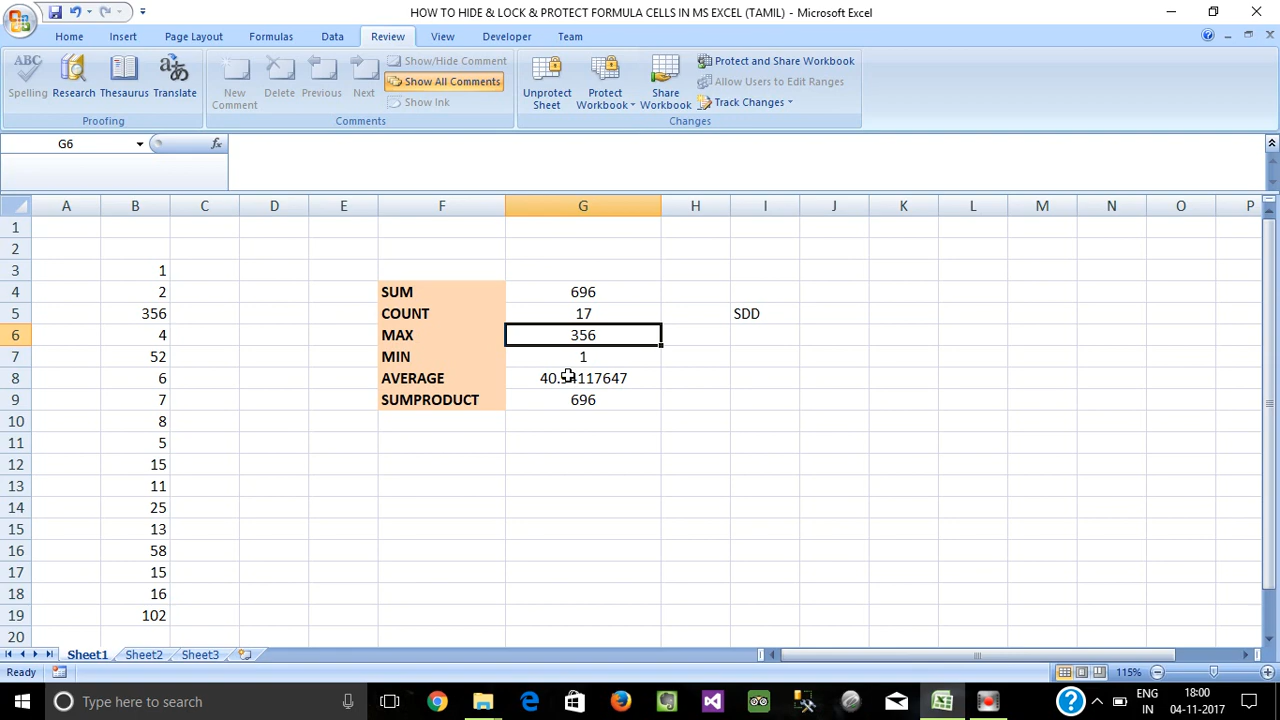 HOW TO HIDE & LOCK & PROTECT FORMULA CELLS IN MS EXCEL (TAMIL) - Microsoft Excel
Home Insert Page Layout Formulas Data Review View Developer Team
ABC
Spelling Research Thesaurus Translate
Proofing
New Comment Delete Previous Next
Show/Hide Comment
Show All Comments
Show Ink
Comments
Unprotect Sheet Protect Workbook Share Workbook
Protect and Share Workbook
Allow Users to Edit Ranges
Track Changes
Changes
G6 fx
A B C D E F G H I J K L M N O P
1
2
3 1
4 2 SUM 696
5 356 COUNT 17 SDD
6 4 MAX 356
7 52 MIN 1
8 6 AVERAGE 40.94117647
9 7 SUMPRODUCT 696
10 8
11 5
12 15
13 11
14 25
15 13
16 58
17 15
18 16
19 102
20
Sheet1 Sheet2 Sheet3
Ready 115%
Type here to search
ENG 18:00
IN 04-11-2017